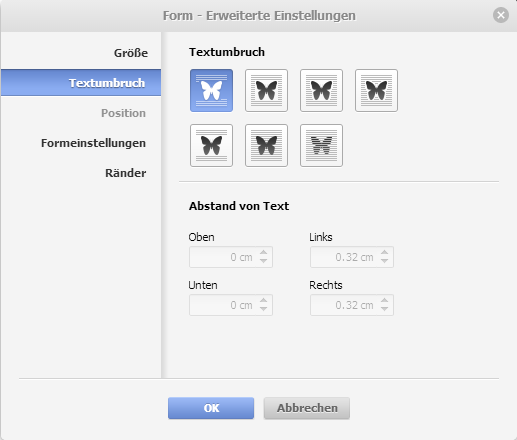 Form - Erweiterte Einstellungen
Größe
Textumbruch
Position
Formeinstellungen
Ränder
Textumbruch
Abstand von Text
Oben
Links
0 cm
0.32 cm
Unten
Rechts
0 cm
0.32 cm
OK
Abbrechen